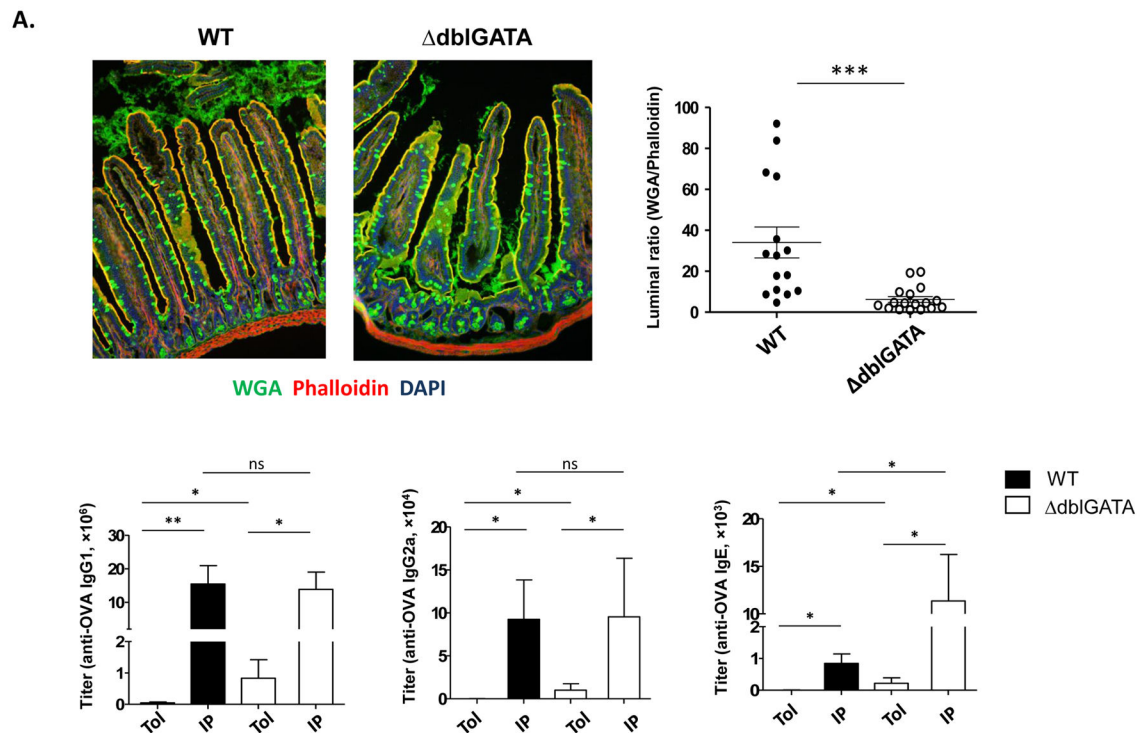 A.
WT
ΔdblGATA
WGA Phalloidin DAPI
***
Luminal ratio (WGA/Phalloidin)
100
80
60
40
20
0
WT
ΔdblGATA
ns
*
**
*
Titer (anti-OVA IgG1, ×10⁶)
30
20
10
2
1
0
Tol
IP
Tol
IP
ns
*
*
*
Titer (anti-OVA IgG2a, ×10⁴)
20
15
10
5
0
Tol
IP
Tol
IP
*
*
*
*
Titer (anti-OVA IgE, ×10³)
20
15
10
2
1
0
Tol
IP
Tol
IP
WT
ΔdblGATA